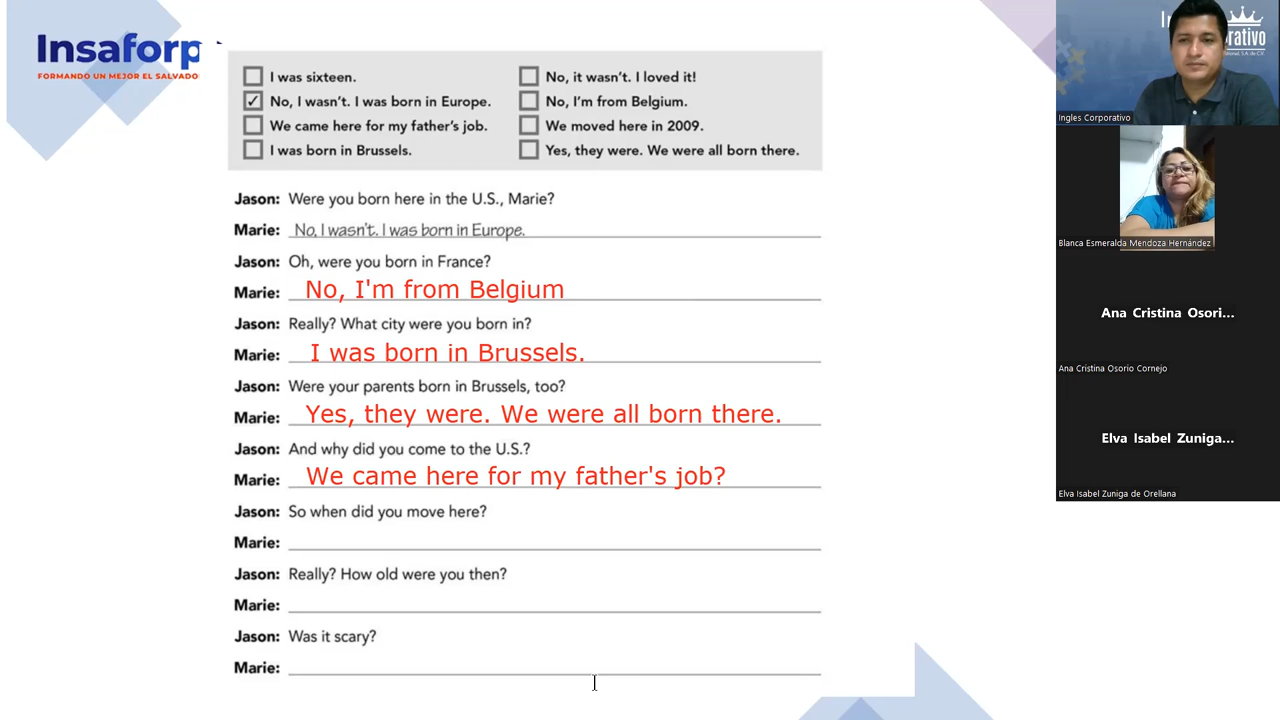 Insaforp
FORMANDO UN MEJOR EL SALVADO
I was sixteen.
No, I wasn't. I was born in Europe.
We came here for my father's job.
I was born in Brussels.
No, it wasn't. I loved it!
No, I'm from Belgium.
We moved here in 2009.
Yes, they were. We were all born there.
Jason: Were you born here in the U.S., Marie?
Marie: No, I wasn't. I was born in Europe.
Jason: Oh, were you born in France?
Marie: No, I'm from Belgium
Jason: Really? What city were you born in?
Marie: I was born in Brussels.
Jason: Were your parents born in Brussels, too?
Marie: Yes, they were. We were all born there.
Jason: And why did you come to the U.S.?
Marie: We came here for my father's job?
Jason: So when did you move here?
Marie:
Jason: Really? How old were you then?
Marie:
Jason: Was it scary?
Marie:
Ingles Corporativo
Blanca Esmeralda Mendoza Hernández
Ana Cristina Osori...
Ana Cristina Osorio Cornejo
Elva Isabel Zuniga...
Elva Isabel Zuniga de Orellana